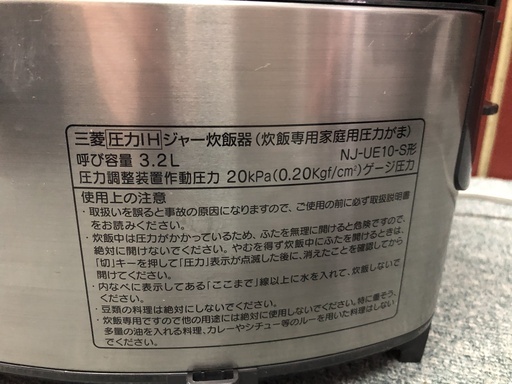 三菱圧力IHジャー炊飯器(炊飯専用家庭用圧力がま)
呼び容量 3.2L NJ-UE10-S形
圧力調整装置作動圧力 20kPa(0.20Kgf/cm²)ゲージ圧力
使用上の注意
・取扱いを誤ると事故の原因になりますので、ご使用の前に必ず取扱説明書
をお読みください。
・炊飯中は圧力がかかっているため、ふたを無理に開けると危険ですので、
絶対に開けないでください。やむを得ず炊飯中にふたを開けるときは、
「切」キーを押して「圧力」表示が点滅した後に、消えたことを確認してから
開けてください。
・内なべに表示してある「ここまで」線以上に水を入れて、炊飯しないで
ください。
・豆類の料理は絶対にしないでください。
・炊飯専用ですので他の用途には絶対に使用しないでください。特に重そう、
多量の油を入れる料理、カレーやシチュー等のルーを用いた料理はしない
でください。